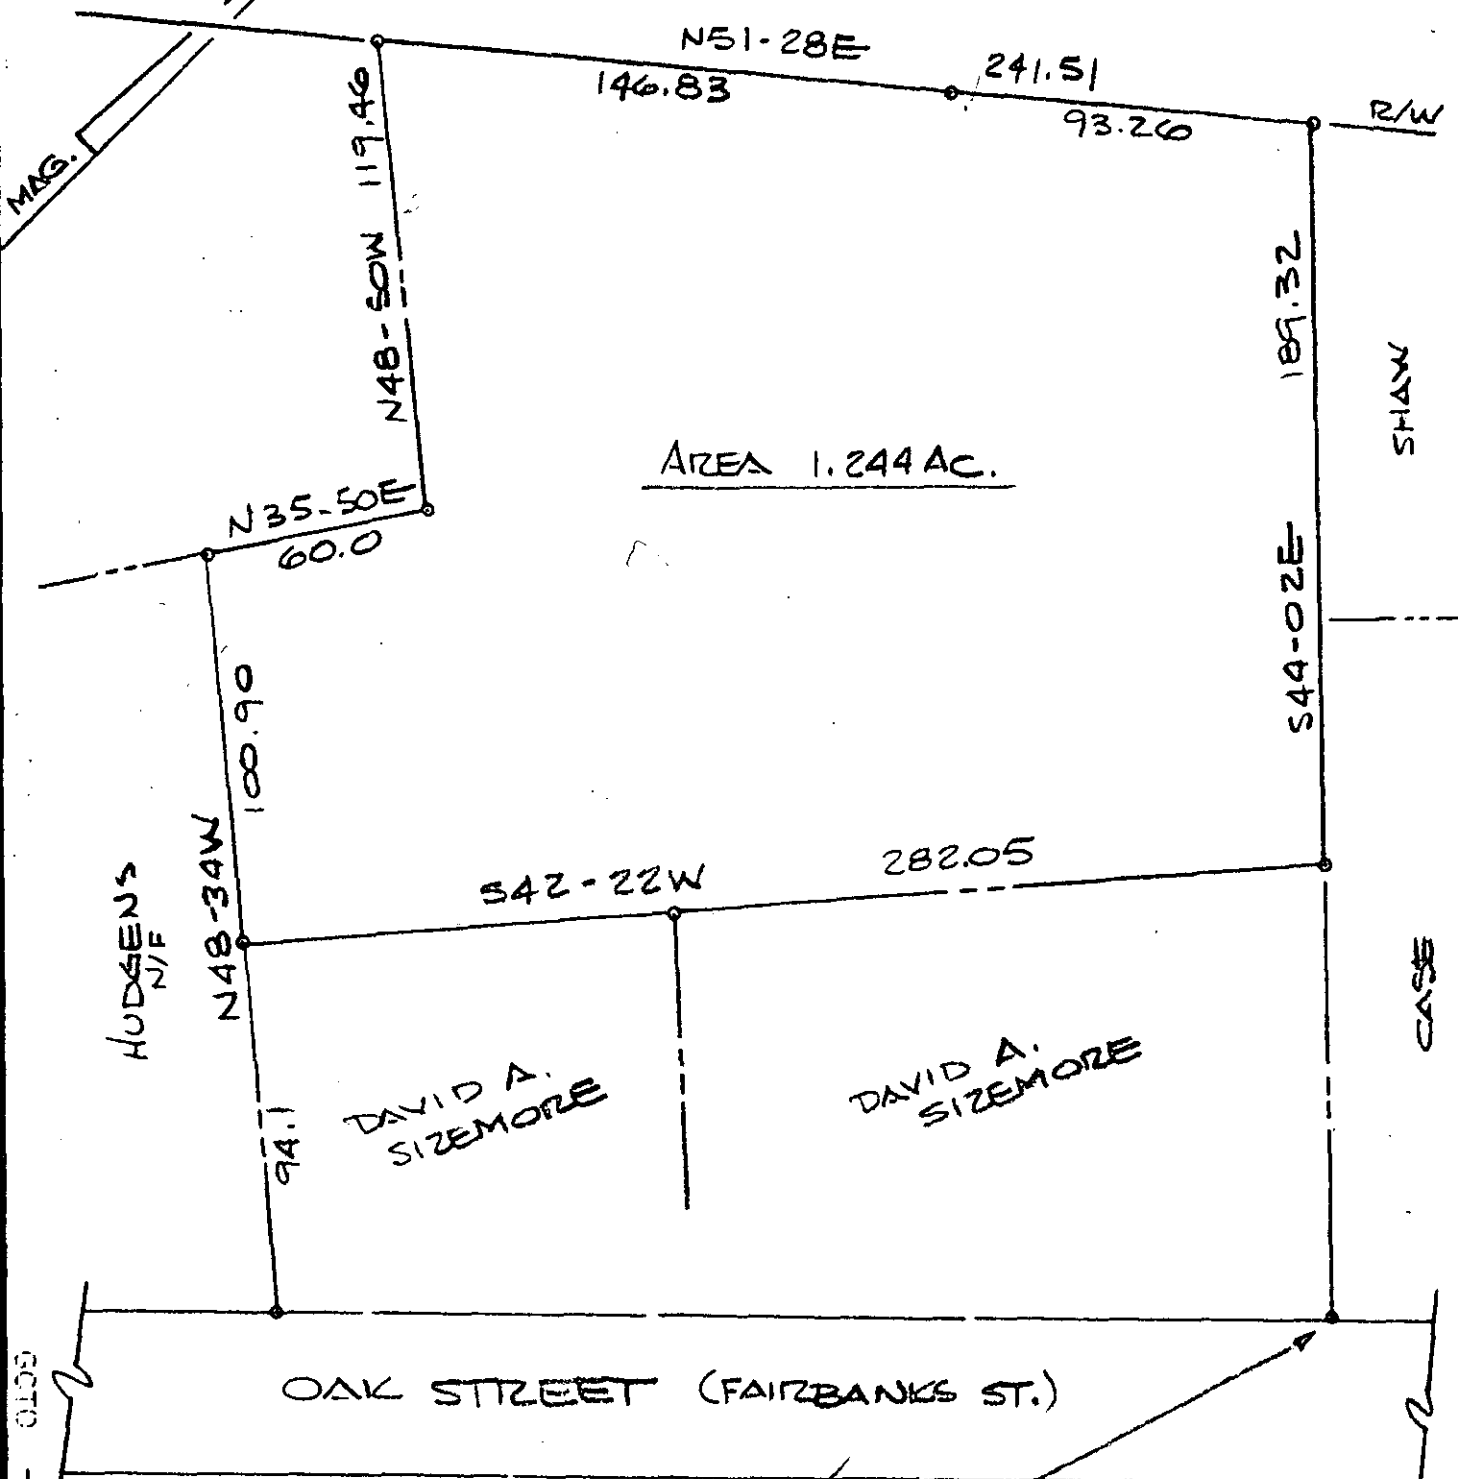 N51-28E
241.51
146.83
93.26
R/W
MAG.
119.46
N48-50W
189.32
S44-02E
SHAW
AREA 1.244 AC.
N35-50E
60.0
100.90
N48-34W
S42-22W
282.05
HUDGENS
N/F
CASE
94.1
DAVID A.
SIZEMORE
DAVID A.
SIZEMORE
OAK STREET (FAIRBANKS ST.)